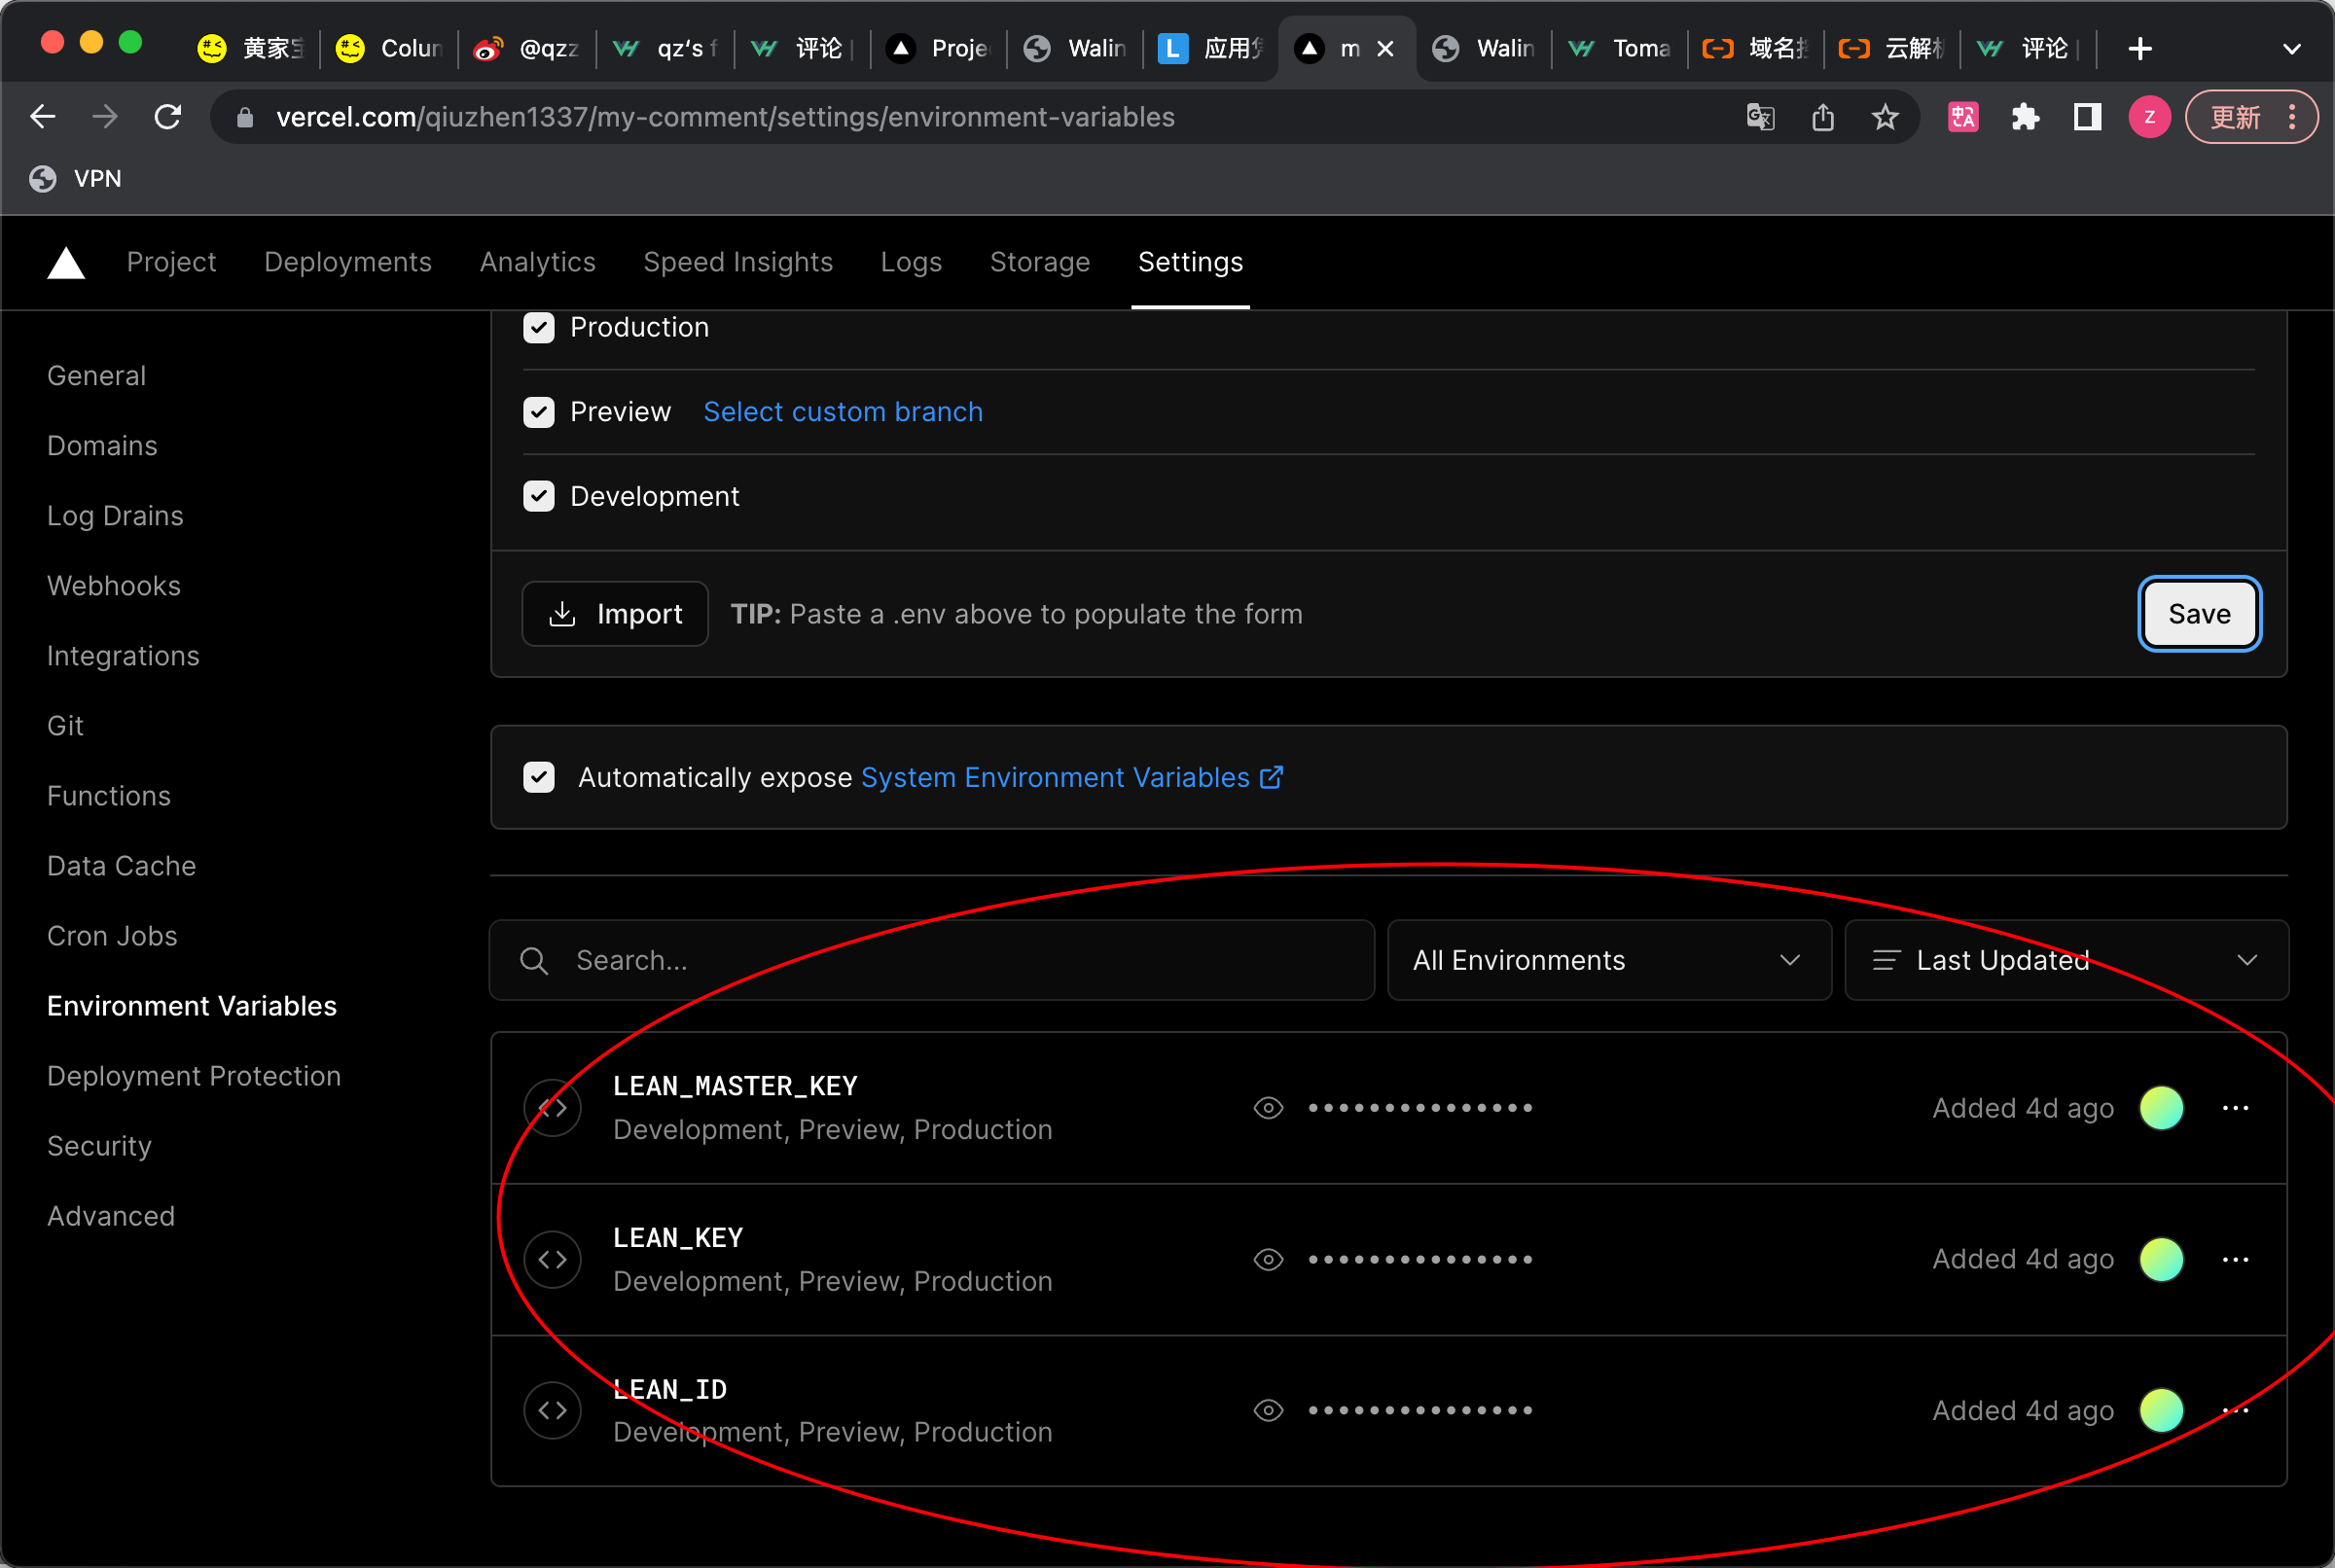 黄家 Colun @qzz qz's f 评论 Proje Walin L 应用 m Walin Toma 域名 云解 评论
vercel.com/qiuzhen1337/my-comment/settings/environment-variables Z 更新
VPN
Project Deployments Analytics Speed Insights Logs Storage Settings
Production
General
Preview Select custom branch
Domains
Development
Log Drains
Webhooks
Import TIP: Paste a .env above to populate the form Save
Integrations
Git
Automatically expose System Environment Variables
Functions
Data Cache
Cron Jobs
Search... All Environments Last Updated
Environment Variables
Deployment Protection
Security
Advanced
LEAN_MASTER_KEY
Development, Preview, Production
Added 4d ago
LEAN_KEY
Development, Preview, Production
Added 4d ago
LEAN_ID
Development, Preview, Production
Added 4d ago